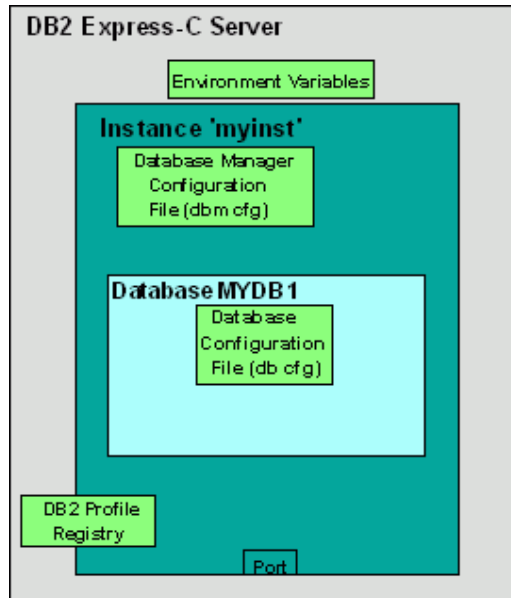 DB2 Express-C Server
Environment Variables
Instance 'myinst'
Database Manager
Configuration
File (dbm cfg)
Database MYDB1
Database
Configuration
File (db cfg)
DB2 Profile
Registry
Port